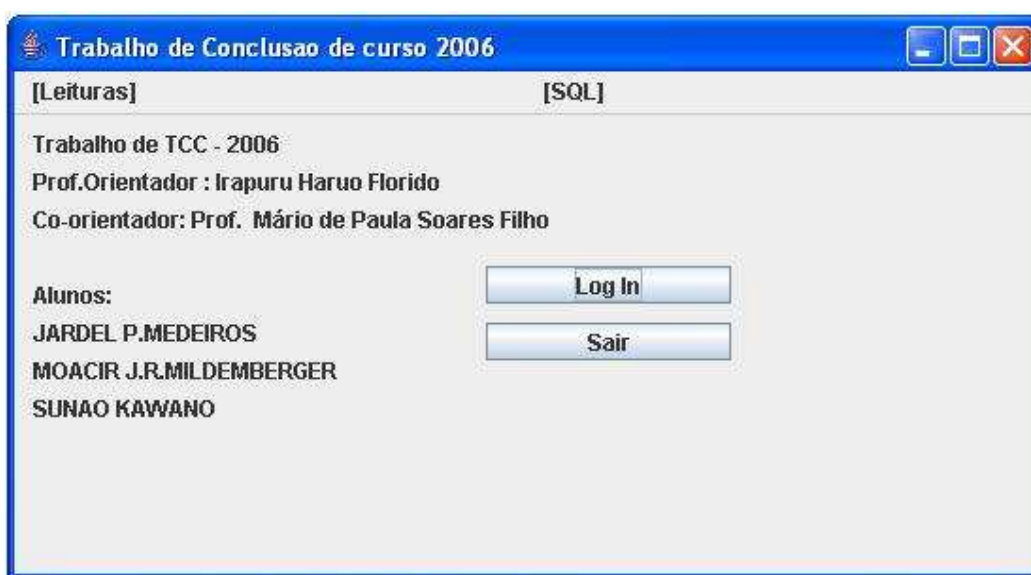 Trabalho de Conclusao de curso 2006
[Leituras] [SQL]
Trabalho de TCC - 2006
Prof.Orientador : Irapuru Haruo Florido
Co-orientador: Prof. Mário de Paula Soares Filho
Alunos:
JARDEL P.MEDEIROS
MOACIR J.R.MILDEMBERGER
SUNAO KAWANO
Log In
Sair